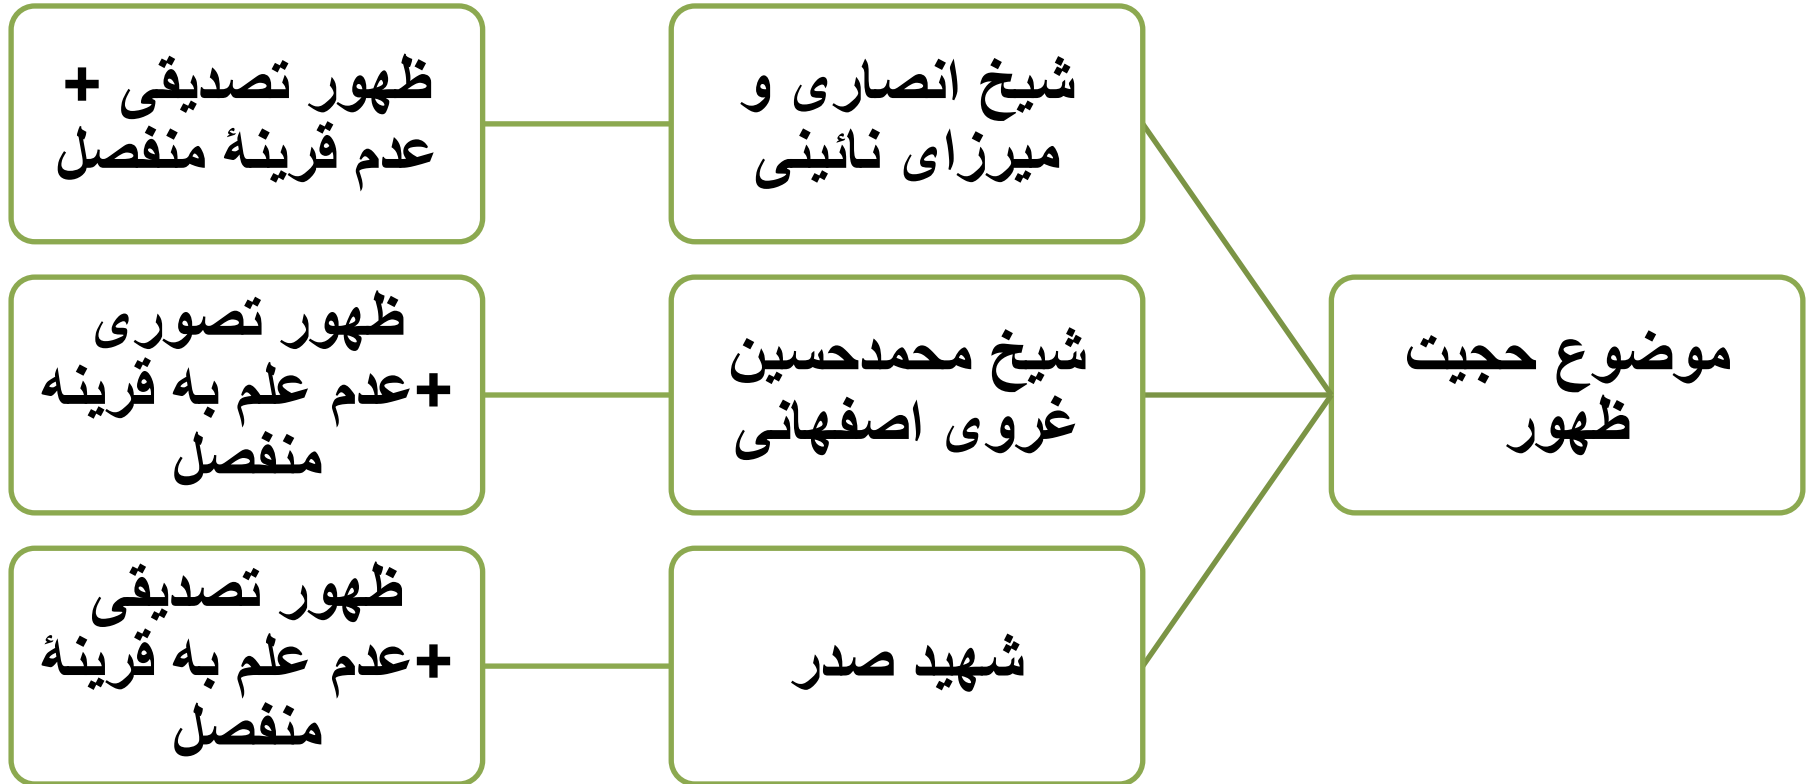 موضوع حجیت
ظهور
شیخ انصاری و
میرزای نائینی
ظهور تصدیقی +
عدم قرینهٔ منفصل
شیخ محمدحسین
غروی اصفهانی
ظهور تصوری
+عدم علم به قرینه
منفصل
شهید صدر
ظهور تصدیقی
+عدم علم به قرینهٔ
منفصل